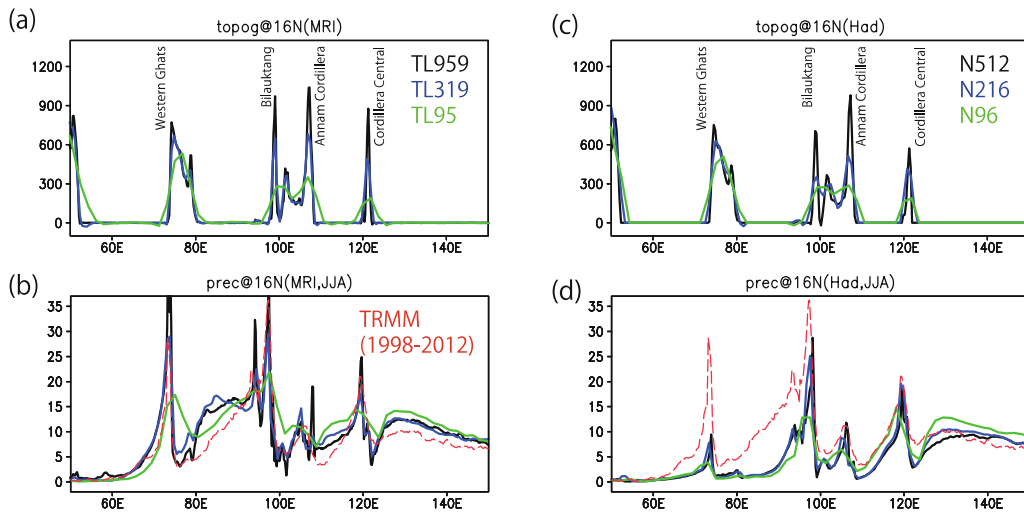 (a)
topog@16N(MRI)
1200
900
600
300
0
60E 80E 100E 120E 140E
Western Ghats
Bilauktang
Annam Cordillera
Cordillera Central
TL959
TL319
TL95
(c)
topog@16N(Had)
1200
900
600
300
0
60E 80E 100E 120E 140E
Western Ghats
Bilauktang
Annam Cordillera
Cordillera Central
N512
N216
N96
(b)
prec@16N(MRI,JJA)
35
30
25
20
15
10
5
0
60E 80E 100E 120E 140E
TRMM
(1998-2012)
(d)
prec@16N(Had,JJA)
35
30
25
20
15
10
5
0
60E 80E 100E 120E 140E